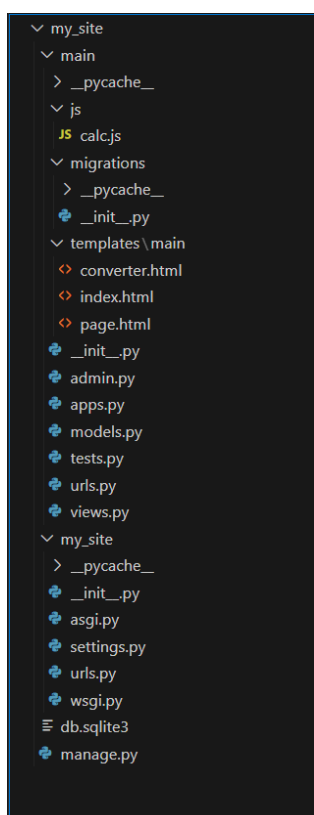 my_site
main
__pycache__
js
JS calc.js
migrations
__pycache__
__init__.py
templates\main
<> converter.html
<> index.html
<> page.html
__init__.py
admin.py
apps.py
models.py
tests.py
urls.py
views.py
my_site
__pycache__
__init__.py
asgi.py
settings.py
urls.py
wsgi.py
db.sqlite3
manage.py